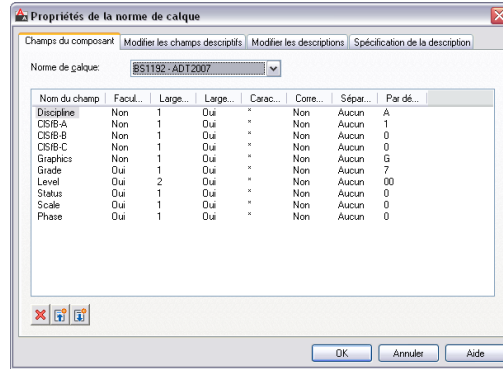 Propriétés de la norme de calque
Champs du composant Modifier les champs descriptifs Modifier les descriptions Spécification de la description
Norme de calque: BS1192 - ADT2007
Nom du champ Facul... Large... Large... Carac... Corre... Sépar... Par dé...
Discipline Non 1 Oui * Non Aucun A
CISfB-A Non 1 Oui * Non Aucun 1
CISfB-B Non 1 Oui * Non Aucun 0
CISfB-C Non 1 Oui * Non Aucun 0
Graphics Non 1 Oui * Non Aucun G
Grade Oui 1 Oui * Non Aucun 7
Level Oui 2 Oui * Non Aucun 00
Status Oui 1 Oui * Non Aucun 0
Scale Oui 1 Oui * Non Aucun 0
Phase Oui 1 Oui * Non Aucun 0
OK Annuler Aide